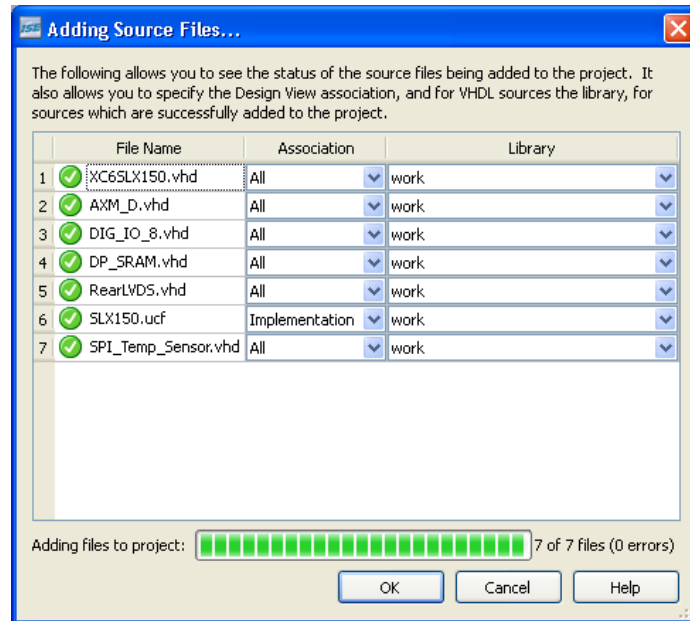 ISE Adding Source Files...
The following allows you to see the status of the source files being added to the project. It
also allows you to specify the Design View association, and for VHDL sources the library, for
sources which are successfully added to the project.
File Name Association Library
1 XC6SLX150.vhd All work
2 AXM_D.vhd All work
3 DIG_IO_8.vhd All work
4 DP_SRAM.vhd All work
5 RearLVDS.vhd All work
6 SLX150.ucf Implementation work
7 SPI_Temp_Sensor.vhd All work
Adding files to project: 7 of 7 files (0 errors)
OK Cancel Help